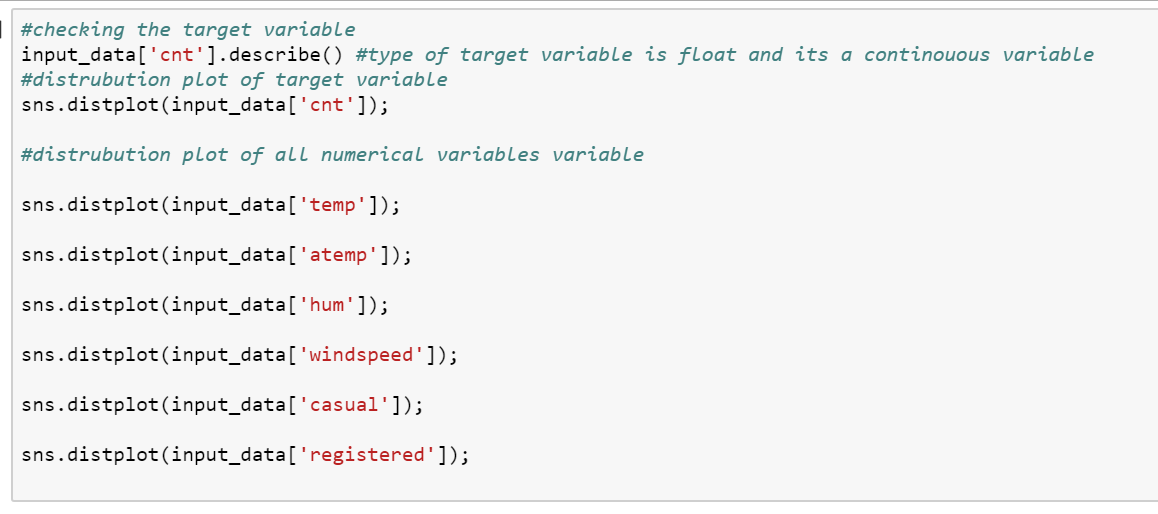 #checking the target variable
input_data['cnt'].describe() #type of target variable is float and its a continouous variable
#distrubution plot of target variable
sns.distplot(input_data['cnt']);
#distrubution plot of all numerical variables variable
sns.distplot(input_data['temp']);
sns.distplot(input_data['atemp']);
sns.distplot(input_data['hum']);
sns.distplot(input_data['windspeed']);
sns.distplot(input_data['casual']);
sns.distplot(input_data['registered']);